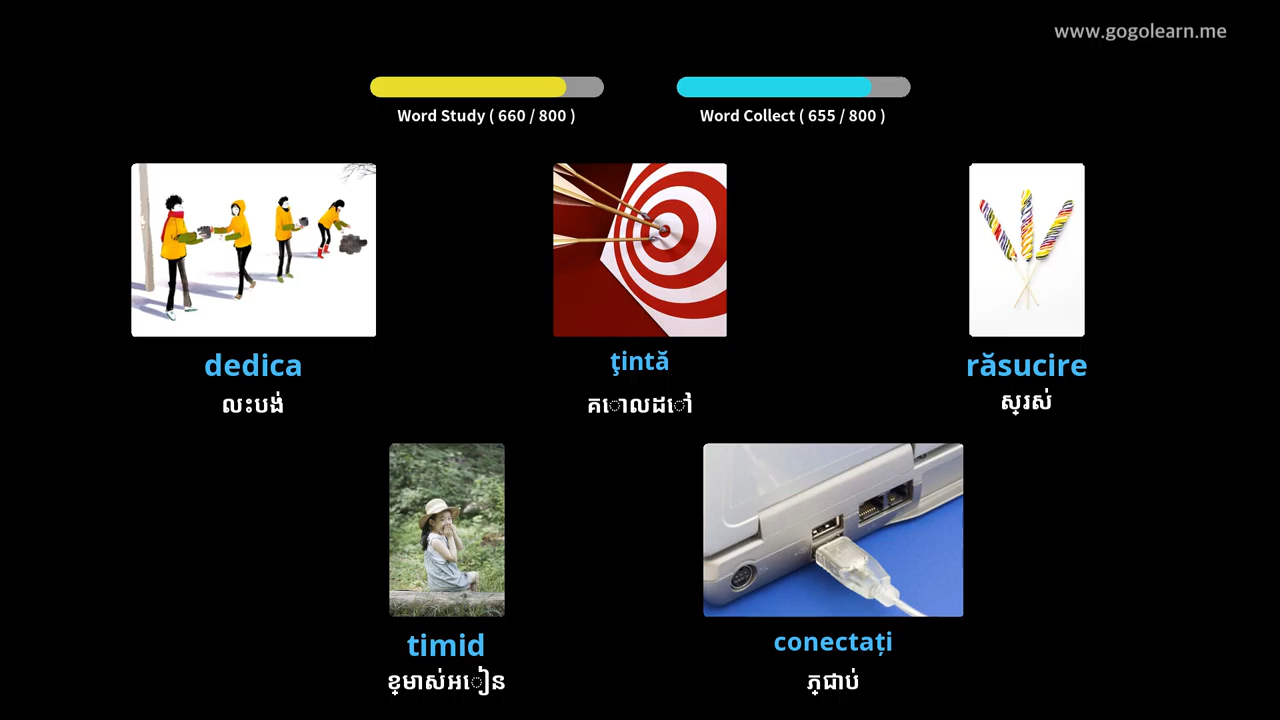 www.gogolearn.me
Word Study ( 660 / 800 )
Word Collect ( 655 / 800 )
dedica
លះបង់
ţintă
គោលដៅ
răsucire
ស្រស់
timid
ខ្មាស់អៀន
conectați
ភ្ជាប់